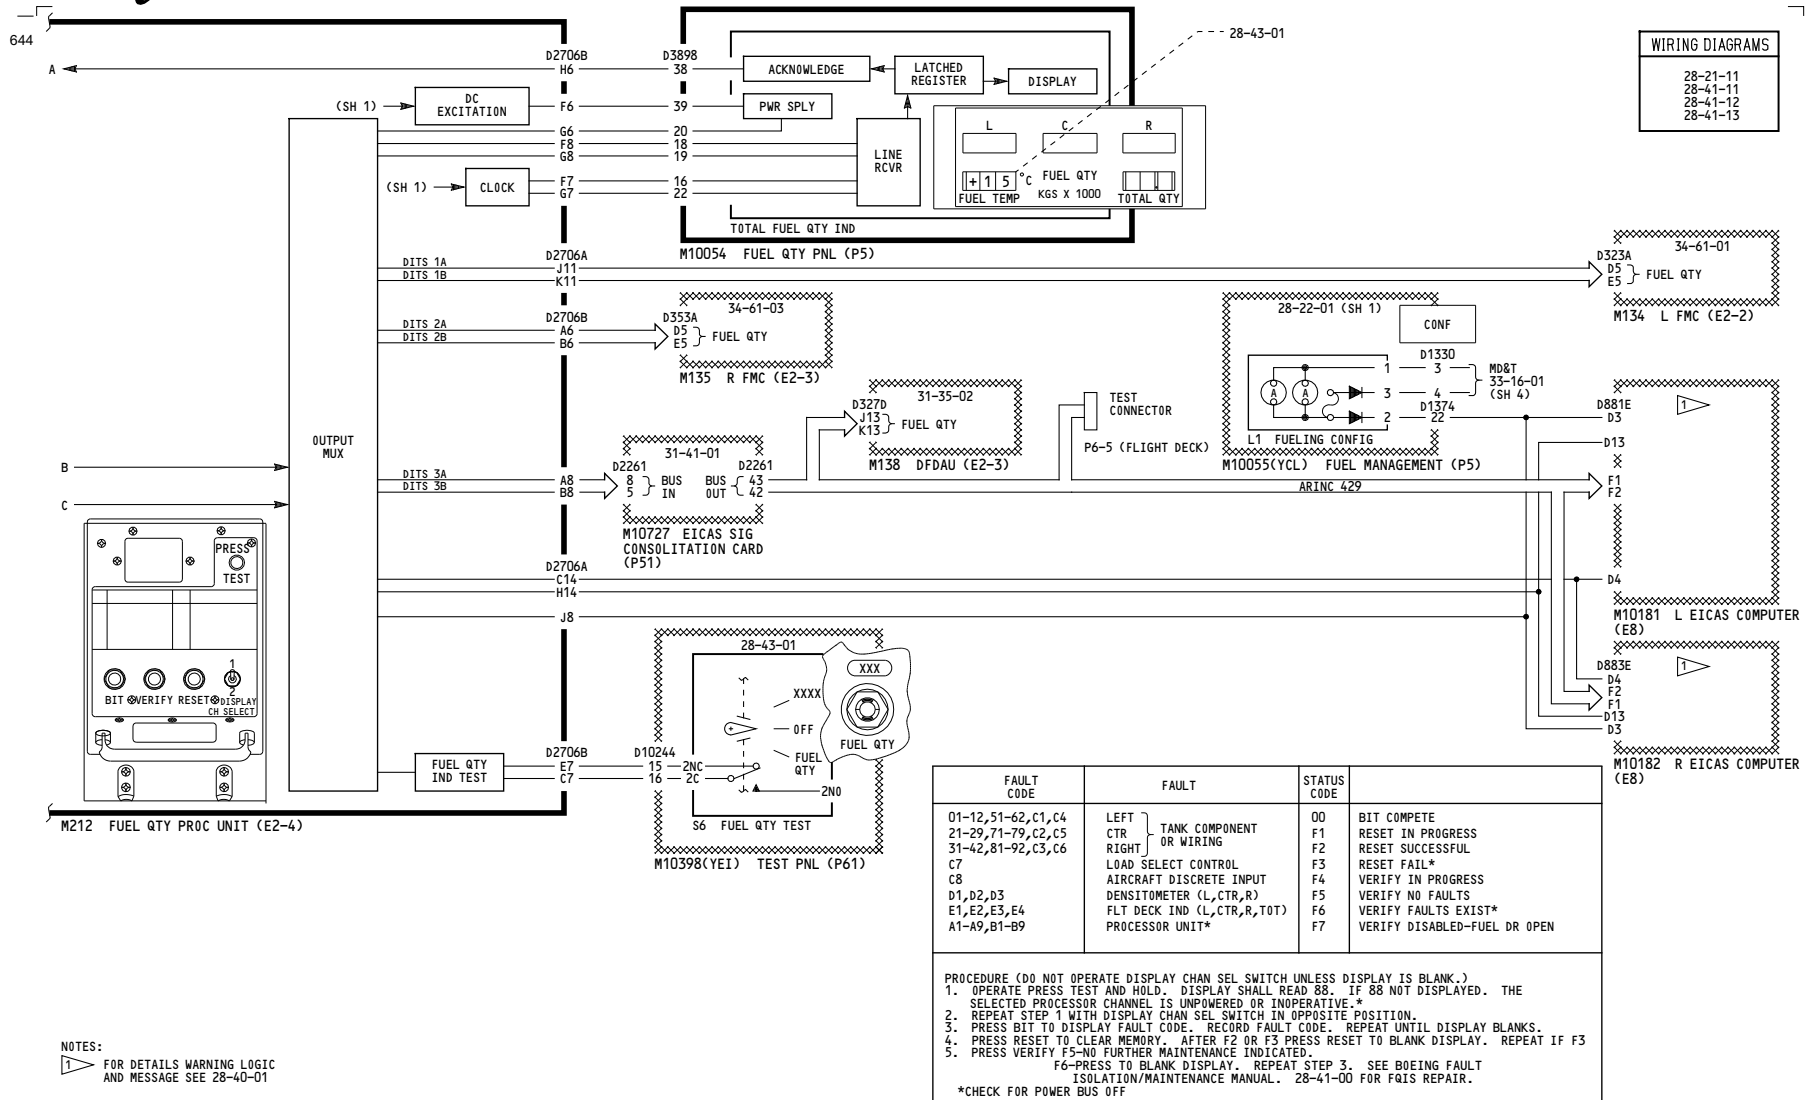 644
28-43-01
WIRING DIAGRAMS
28-21-11
28-41-11
28-41-12
28-41-13
A
D2706B
H6
D3898
38
ACKNOWLEDGE
LATCHED
REGISTER
DISPLAY
(SH 1)
DC
EXCITATION
F6
39
PWR SPLY
G6
20
F8
18
G8
19
LINE
RCVR
(SH 1)
CLOCK
F7
16
G7
22
L
C
R
+ 1 5 °C
FUEL QTY
FUEL TEMP
KGS X 1000
TOTAL QTY
.
TOTAL FUEL QTY IND
M10054 FUEL QTY PNL (P5)
DITS 1A
D2706A
J11
DITS 1B
K11
34-61-01
D323A
D5
E5
FUEL QTY
M134 L FMC (E2-2)
DITS 2A
D2706B
A6
DITS 2B
B6
34-61-03
D353A
D5
E5
FUEL QTY
M135 R FMC (E2-3)
28-22-01 (SH 1)
CONF
D1330
1
3
MD&T
33-16-01
(SH 4)
A
A
3
4
D1374
2
22
L1 FUELING CONFIG
M10055(YCL) FUEL MANAGEMENT (P5)
31-35-02
D327D
J13
K13
FUEL QTY
M138 DFDAU (E2-3)
TEST
CONNECTOR
P6-5 (FLIGHT DECK)
D881E
D3
1
D13
F1
F2
D4
M10181 L EICAS COMPUTER
(E8)
OUTPUT
MUX
B
C
31-41-01
DITS 3A
A8
DITS 3B
B8
D2261
8
5
BUS
IN
BUS
OUT
D2261
43
42
M10727 EICAS SIG
CONSOLITATION CARD
(P51)
ARINC 429
D2706A
C14
H14
J8
D883E
D4
F2
F1
D13
D3
1
M10182 R EICAS COMPUTER
(E8)
PRESS
TEST
BIT
VERIFY
RESET
1
2
DISPLAY
CH SELECT
28-43-01
XXX
XXXX
OFF
FUEL
QTY
FUEL QTY
FUEL QTY
IND TEST
D2706B
E7
C7
D10244
15
16
2NC
2C
2NO
S6 FUEL QTY TEST
M10398(YEI) TEST PNL (P61)
M212 FUEL QTY PROC UNIT (E2-4)
FAULT
CODE
FAULT
STATUS
CODE
01-12,51-62,C1,C4 LEFT 00 BIT COMPETE
21-29,71-79,C2,C5 CTR TANK COMPONENT F1 RESET IN PROGRESS
31-42,81-92,C3,C6 RIGHT OR WIRING F2 RESET SUCCESSFUL
C7 LOAD SELECT CONTROL F3 RESET FAIL*
C8 AIRCRAFT DISCRETE INPUT F4 VERIFY IN PROGRESS
D1,D2,D3 DENSITOMETER (L,CTR,R) F5 VERIFY NO FAULTS
E1,E2,E3,E4 FLT DECK IND (L,CTR,R,TOT) F6 VERIFY FAULTS EXIST*
A1-A9,B1-B9 PROCESSOR UNIT* F7 VERIFY DISABLED-FUEL DR OPEN
PROCEDURE (DO NOT OPERATE DISPLAY CHAN SEL SWITCH UNLESS DISPLAY IS BLANK.)
1. OPERATE PRESS TEST AND HOLD. DISPLAY SHALL READ 88. IF 88 NOT DISPLAYED. THE
SELECTED PROCESSOR CHANNEL IS UNPOWERED OR INOPERATIVE.*
2. REPEAT STEP 1 WITH DISPLAY CHAN SEL SWITCH IN OPPOSITE POSITION.
3. PRESS BIT TO DISPLAY FAULT CODE. RECORD FAULT CODE. REPEAT UNTIL DISPLAY BLANKS.
4. PRESS RESET TO CLEAR MEMORY. AFTER F2 OR F3 PRESS RESET TO BLANK DISPLAY. REPEAT IF F3
5. PRESS VERIFY F5-NO FURTHER MAINTENANCE INDICATED.
F6-PRESS TO BLANK DISPLAY. REPEAT STEP 3. SEE BOEING FAULT
ISOLATION/MAINTENANCE MANUAL. 28-41-00 FOR FQIS REPAIR.
*CHECK FOR POWER BUS OFF
NOTES:
1 FOR DETAILS WARNING LOGIC
AND MESSAGE SEE 28-40-01